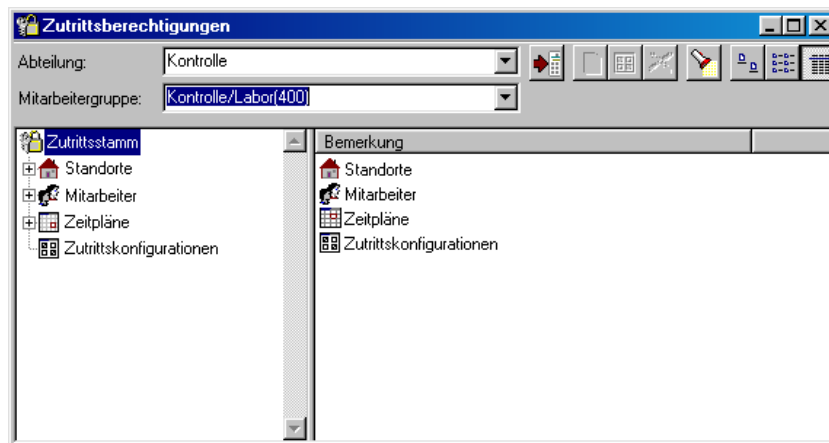 Zutrittsberechtigungen
Abteilung: Kontrolle
Mitarbeitergruppe: Kontrolle/Labor(400)
Zutrittsstamm
Standorte
Mitarbeiter
Zeitpläne
Zutrittskonfigurationen
Bemerkung
Standorte
Mitarbeiter
Zeitpläne
Zutrittskonfigurationen